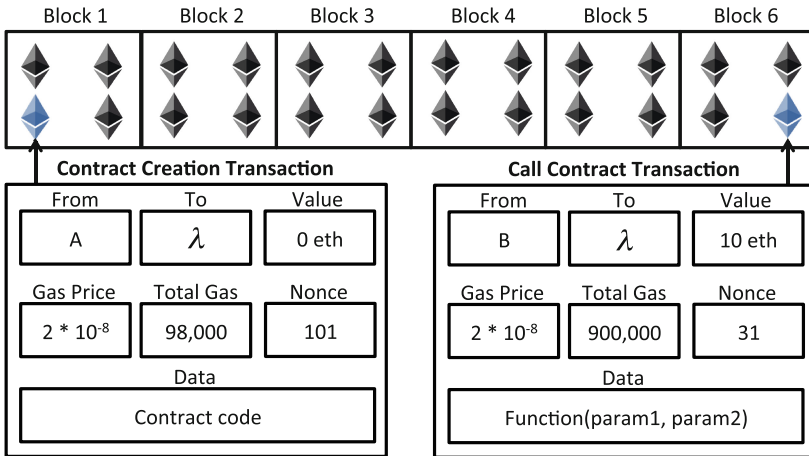 Block 1 Block 2 Block 3 Block 4 Block 5 Block 6
Contract Creation Transaction
From To Value
A λ 0 eth
Gas Price Total Gas Nonce
2 * 10-8 98,000 101
Data
Contract code
Call Contract Transaction
From To Value
B λ 10 eth
Gas Price Total Gas Nonce
2 * 10-8 900,000 31
Data
Function(param1, param2)